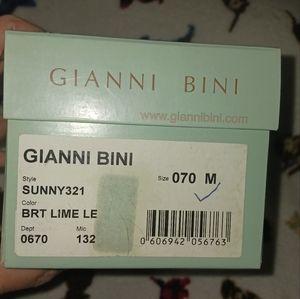 GIANNI BINI
www.giannibini.com
GIANNI BINI
Style Size 070 M
SUNNY321
Color
BRT LIME LE
Dept Mic
0670 132
0 606942 056763